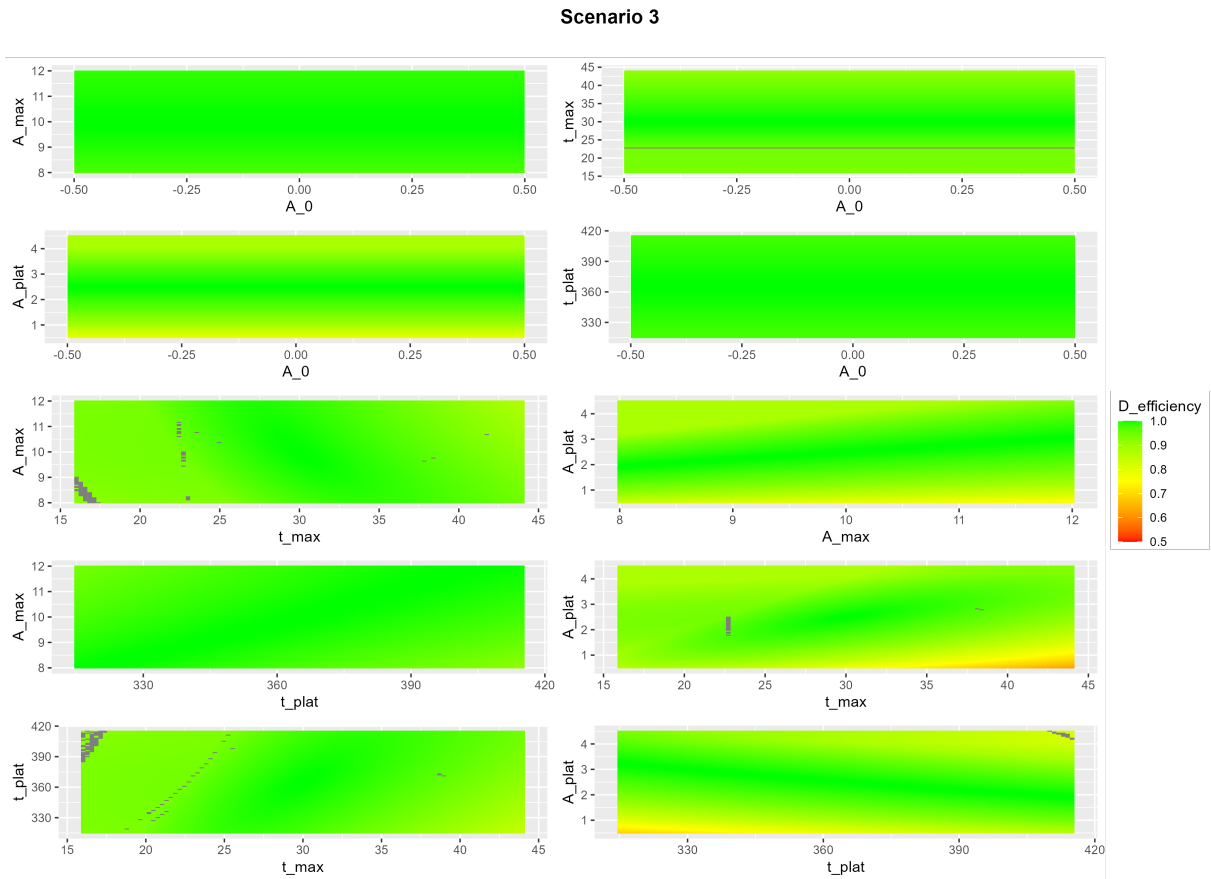 Scenario 3
A_max
12
11
10
9
8
-0.50 -0.25 0.00 0.25 0.50
A_0
t_max
45
40
35
30
25
20
15
-0.50 -0.25 0.00 0.25 0.50
A_0
A_plat
4
3
2
1
-0.50 -0.25 0.00 0.25 0.50
A_0
t_plat
420
390
360
330
-0.50 -0.25 0.00 0.25 0.50
A_0
A_max
12
11
10
9
8
15 20 25 30 35 40 45
t_max
A_plat
4
3
2
1
8 9 10 11 12
A_max
D_efficiency
1.0
0.9
0.8
0.7
0.6
0.5
A_max
12
11
10
9
8
330 360 390 420
t_plat
A_plat
4
3
2
1
15 20 25 30 35 40 45
t_max
t_plat
420
390
360
330
15 20 25 30 35 40 45
t_max
A_plat
4
3
2
1
330 360 390 420
t_plat